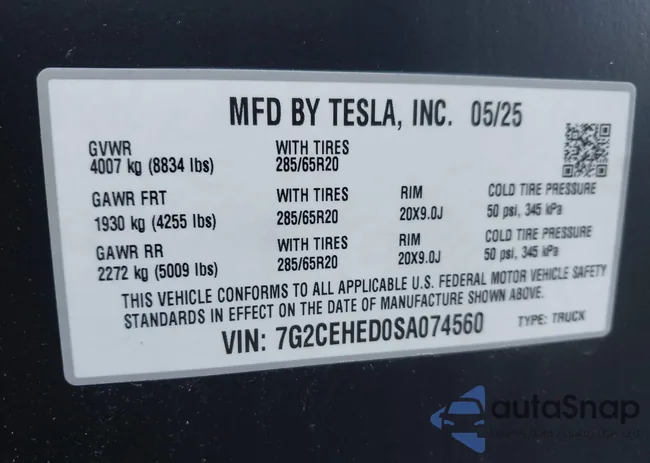 MFD BY TESLA, INC. 05/25
GVWR WITH TIRES
4007 kg (8834 lbs) 285/65R20
GAWR FRT WITH TIRES RIM COLD TIRE PRESSURE
1930 kg (4255 lbs) 285/65R20 20X9.0J 50 psi, 345 kPa
GAWR RR WITH TIRES RIM COLD TIRE PRESSURE
2272 kg (5009 lbs) 285/65R20 20X9.0J 50 psi, 345 kPa
THIS VEHICLE CONFORMS TO ALL APPLICABLE U.S. FEDERAL MOTOR VEHICLE SAFETY
STANDARDS IN EFFECT ON THE DATE OF MANUFACTURE SHOWN ABOVE.
VIN: 7G2CEHED0SA074560 TYPE: TRUCK
autaSnap